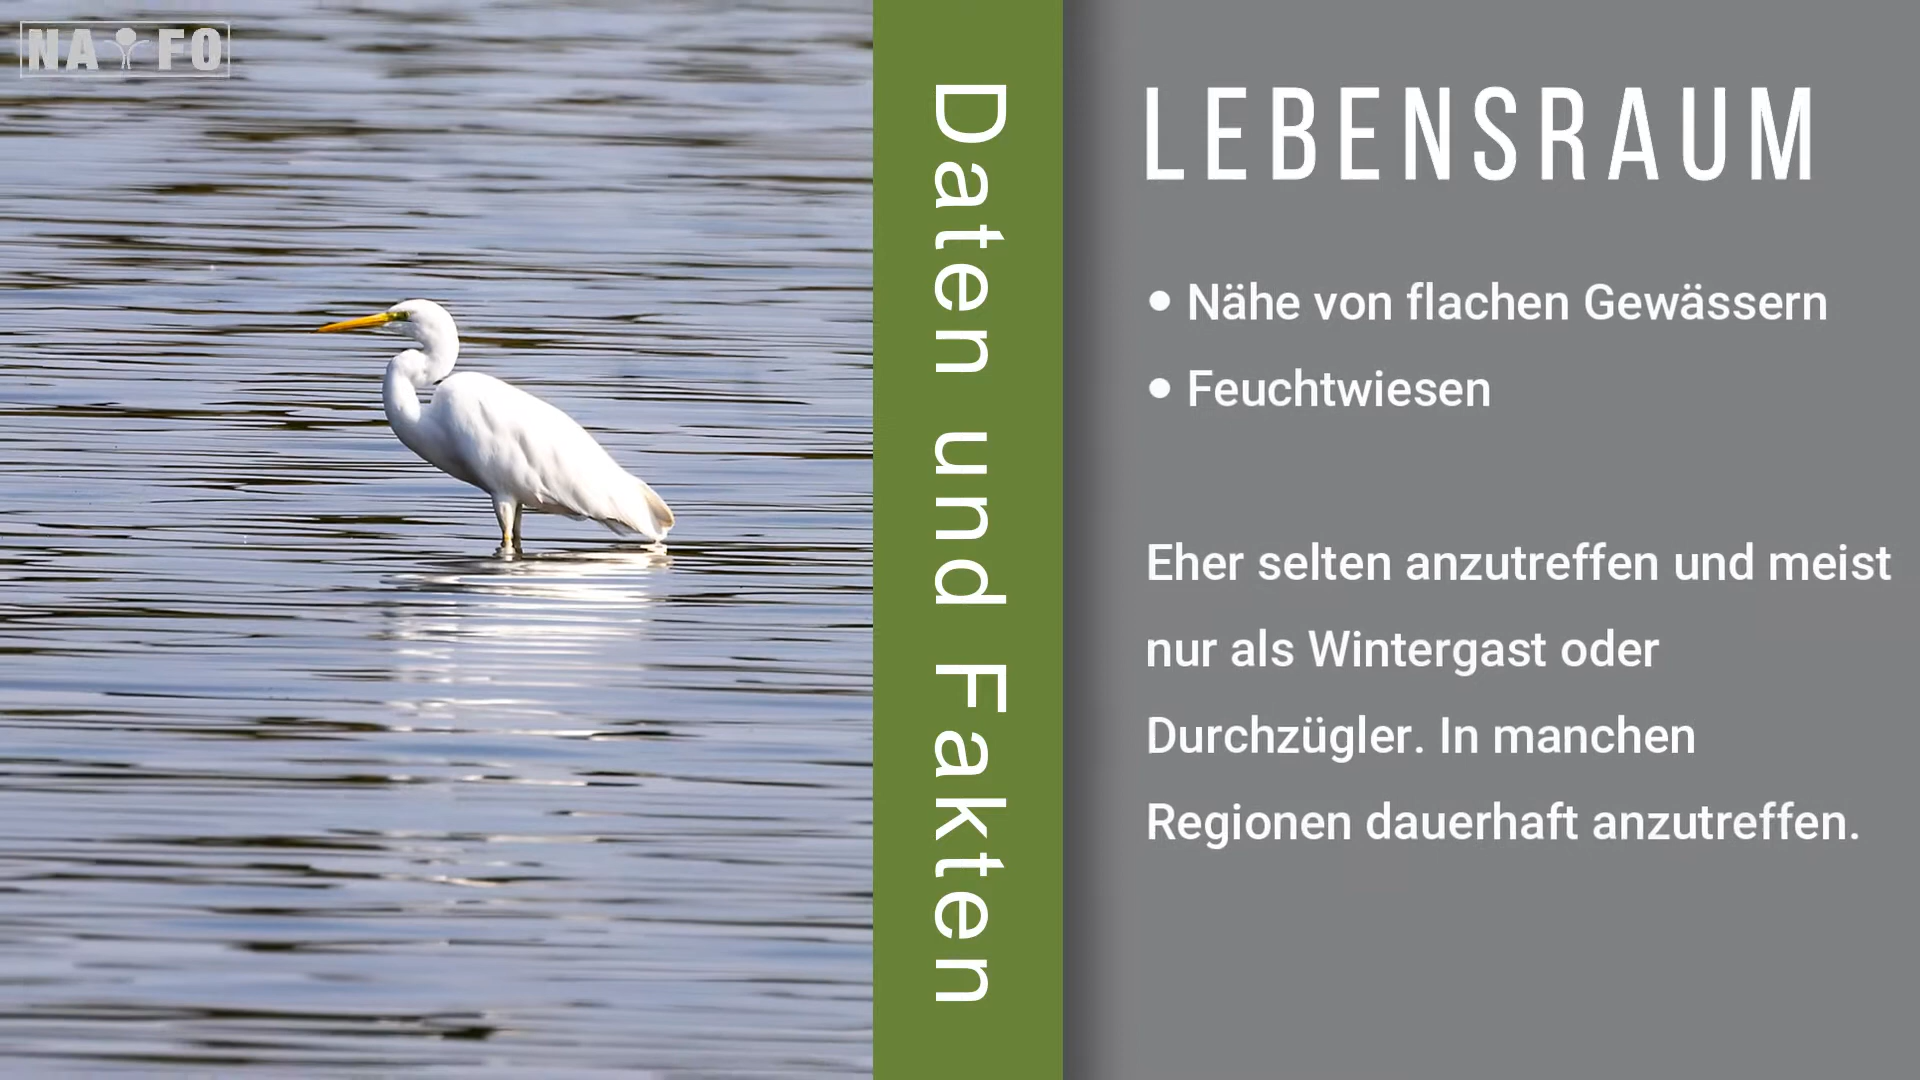 NA FO
Daten und Fakten
LEBENSRAUM
• Nähe von flachen Gewässern
• Feuchtwiesen
Eher selten anzutreffen und meist
nur als Wintergast oder
Durchzügler. In manchen
Regionen dauerhaft anzutreffen.